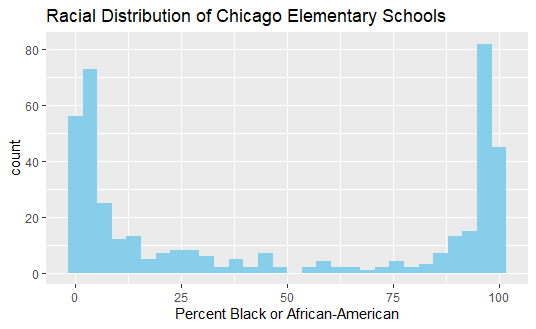 Racial Distribution of Chicago Elementary Schools
80
60
40
20
0
count
0 25 50 75 100
Percent Black or African-American